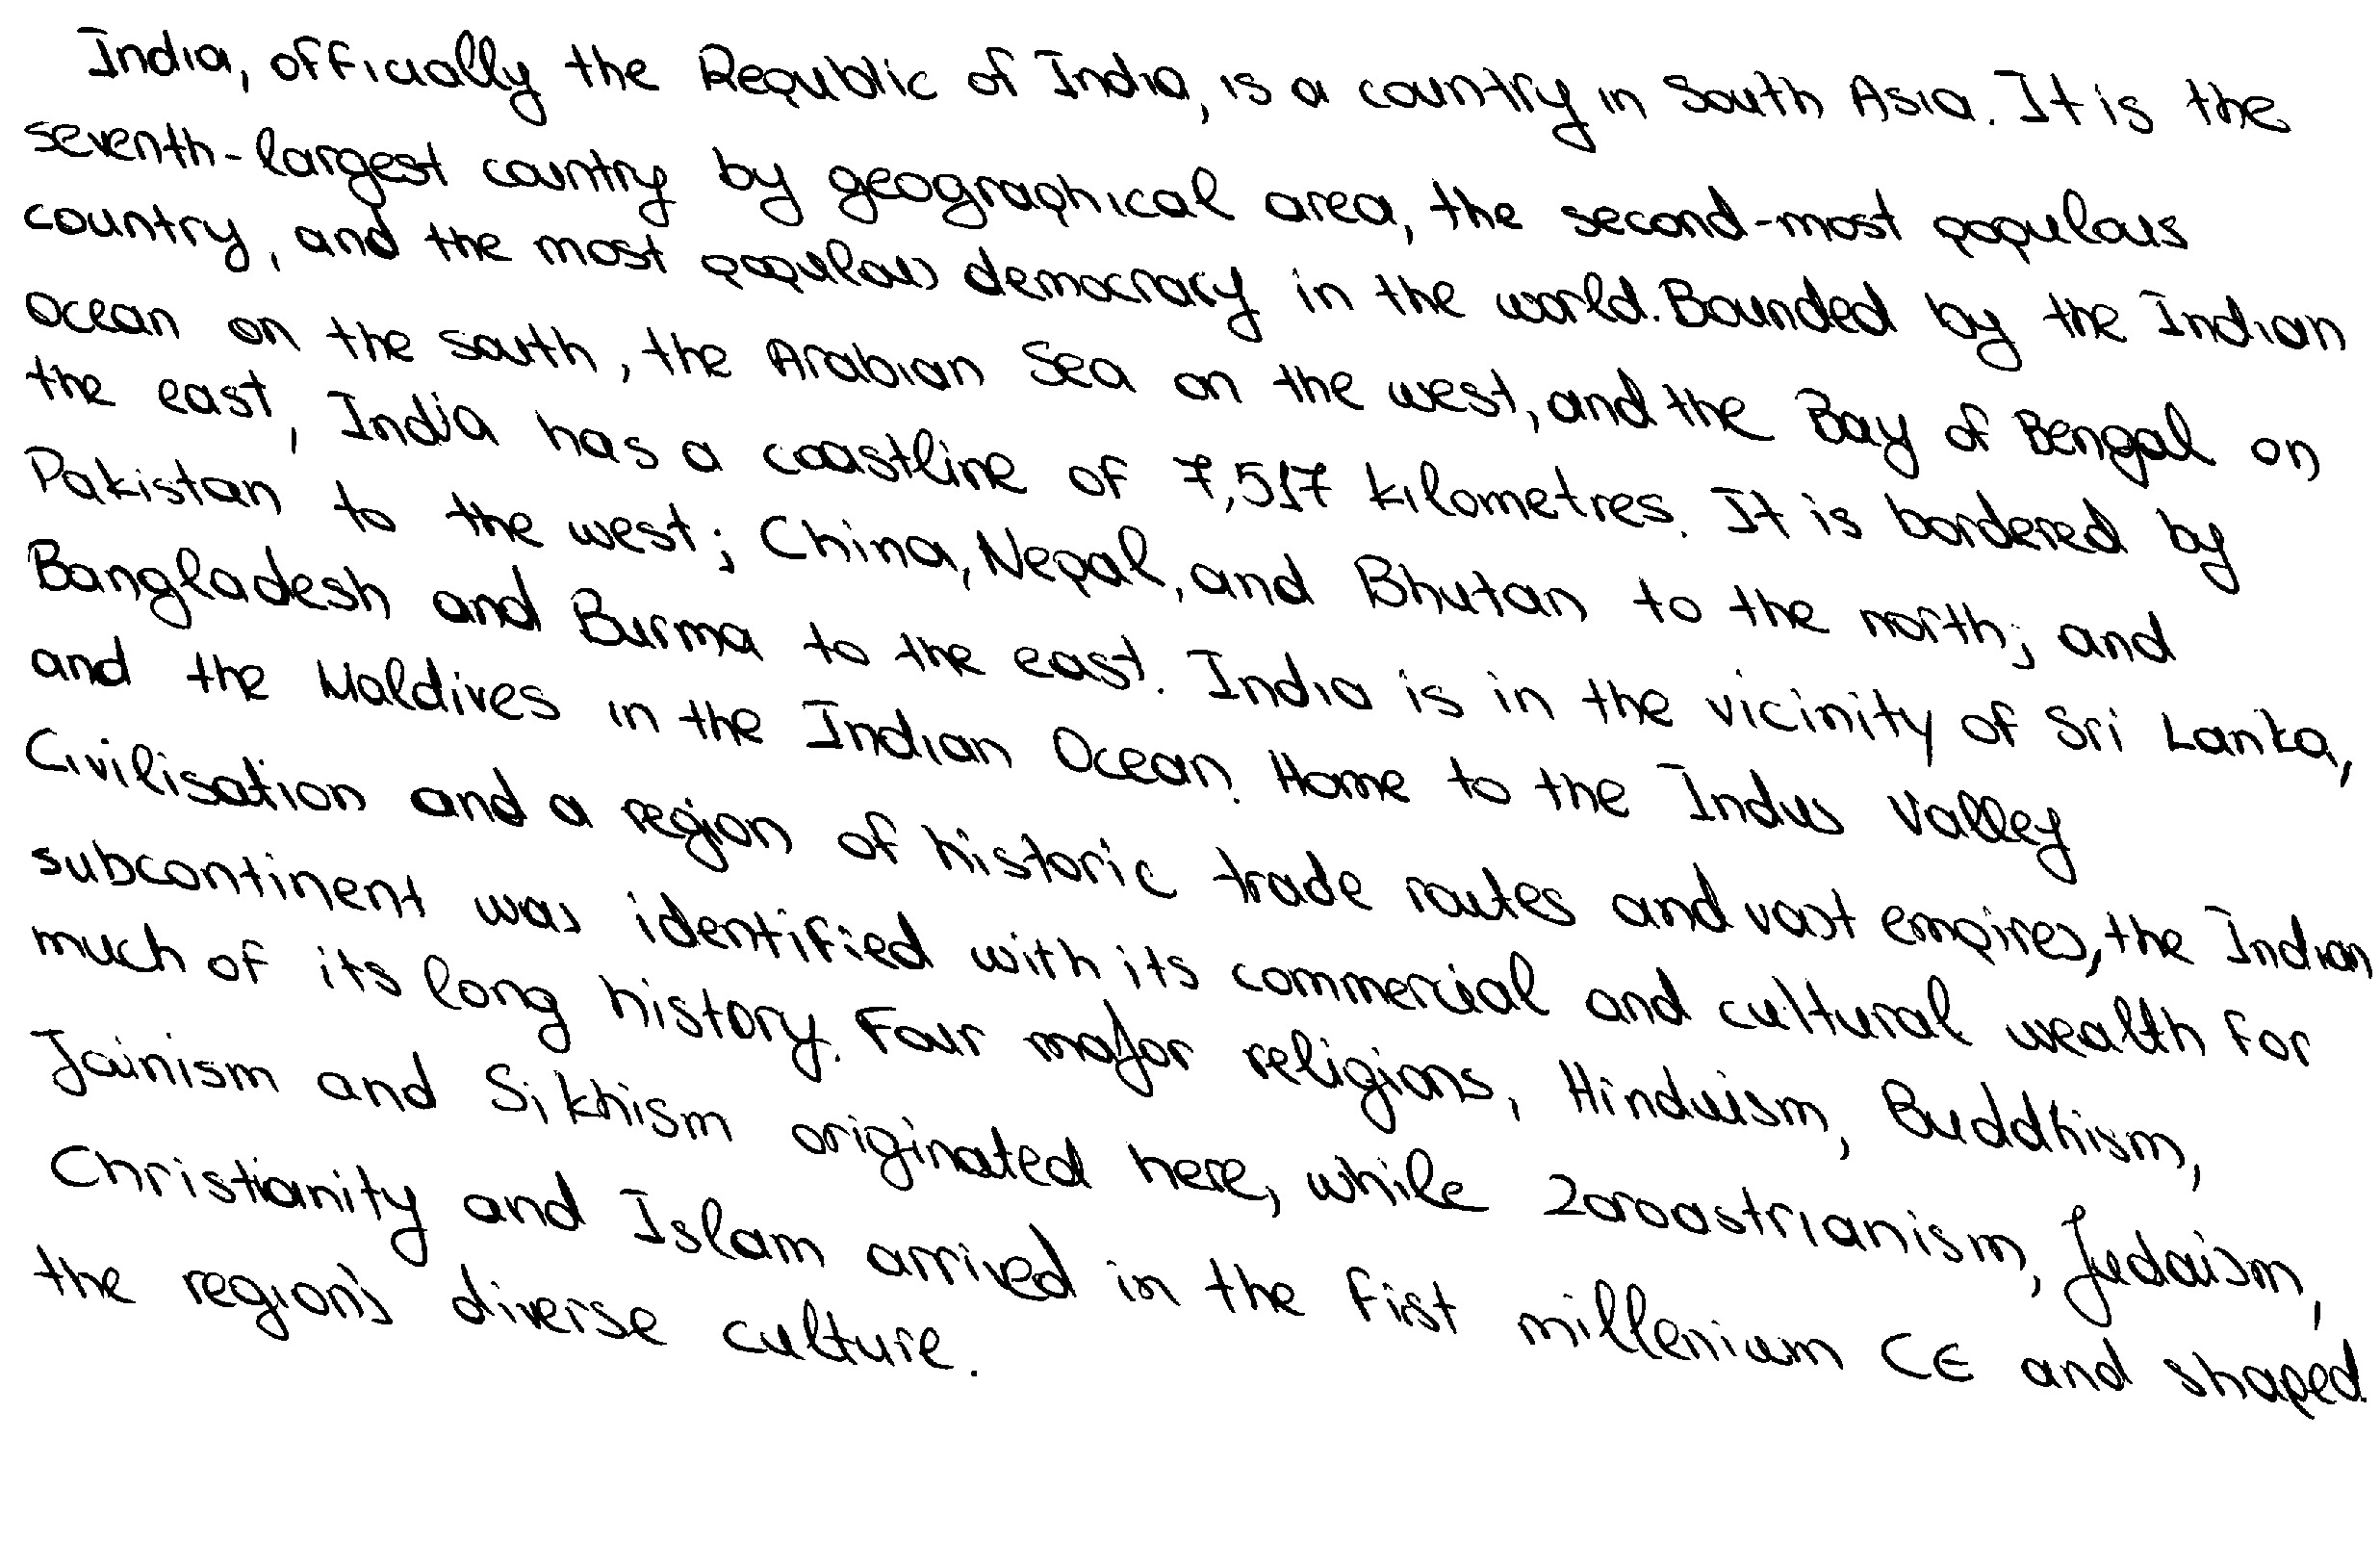 India, officially the Republic of India, is a country in South Asia. It is the
seventh-largest country by geographical area, the second-most populous
country, and the most populous democracy in the world. Bounded by the Indian
Ocean on the south, the Arabian Sea on the west, and the Bay of Bengal on
the east, India has a coastline of 7,517 kilometres. It is bordered by
Pakistan to the west; China, Nepal, and Bhutan to the north; and
Bangladesh and Burma to the east. India is in the vicinity of Sri Lanka,
and the Maldives in the Indian Ocean. Home to the Indus Valley
Civilisation and a region of historic trade routes and vast empires, the Indian
subcontinent was identified with its commercial and cultural wealth for
much of its long history. Four major religions, Hinduism, Buddhism,
Jainism and Sikhism originated here, while Zoroastrianism, Judaism,
Christianity and Islam arrived in the fist millenium CE and shaped
the region's diverse culture.